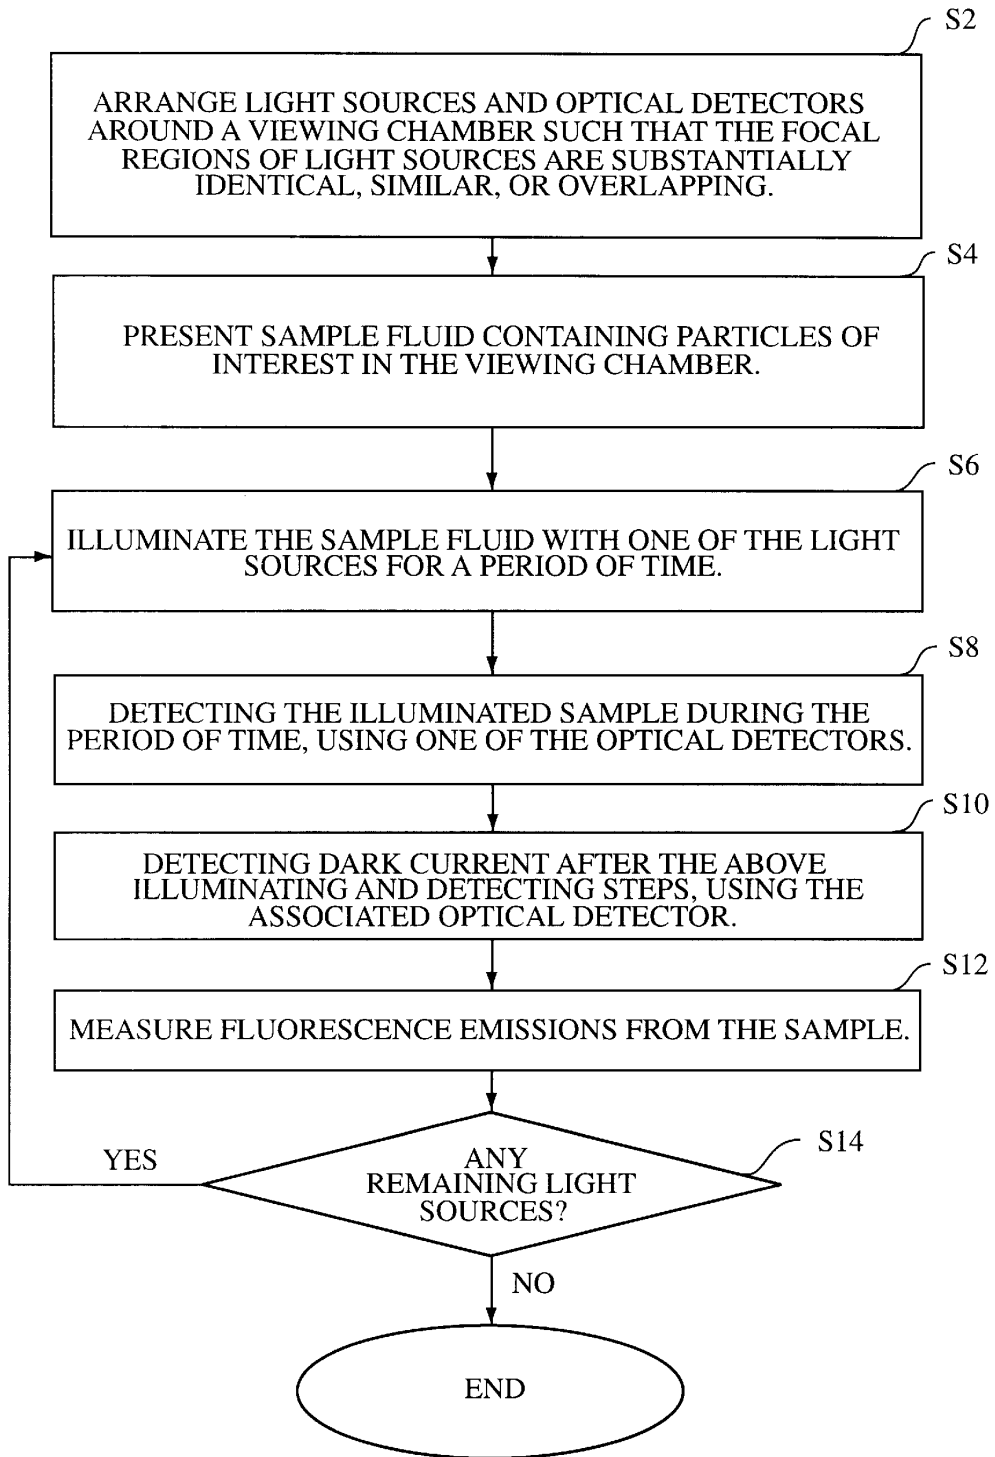 S2
ARRANGE LIGHT SOURCES AND OPTICAL DETECTORS
AROUND A VIEWING CHAMBER SUCH THAT THE FOCAL
REGIONS OF LIGHT SOURCES ARE SUBSTANTIALLY
IDENTICAL, SIMILAR, OR OVERLAPPING.
S4
PRESENT SAMPLE FLUID CONTAINING PARTICLES OF
INTEREST IN THE VIEWING CHAMBER.
S6
ILLUMINATE THE SAMPLE FLUID WITH ONE OF THE LIGHT
SOURCES FOR A PERIOD OF TIME.
S8
DETECTING THE ILLUMINATED SAMPLE DURING THE
PERIOD OF TIME, USING ONE OF THE OPTICAL DETECTORS.
S10
DETECTING DARK CURRENT AFTER THE ABOVE
ILLUMINATING AND DETECTING STEPS, USING THE
ASSOCIATED OPTICAL DETECTOR.
S12
MEASURE FLUORESCENCE EMISSIONS FROM THE SAMPLE.
S14
YES
ANY
REMAINING LIGHT
SOURCES?
NO
END